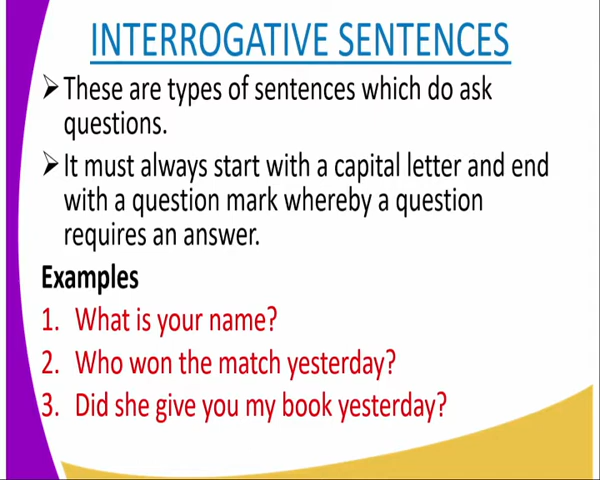 INTERROGATIVE SENTENCES
➢ These are types of sentences which do ask
questions.
➢ It must always start with a capital letter and end
with a question mark whereby a question
requires an answer.
Examples
1. What is your name?
2. Who won the match yesterday?
3. Did she give you my book yesterday?